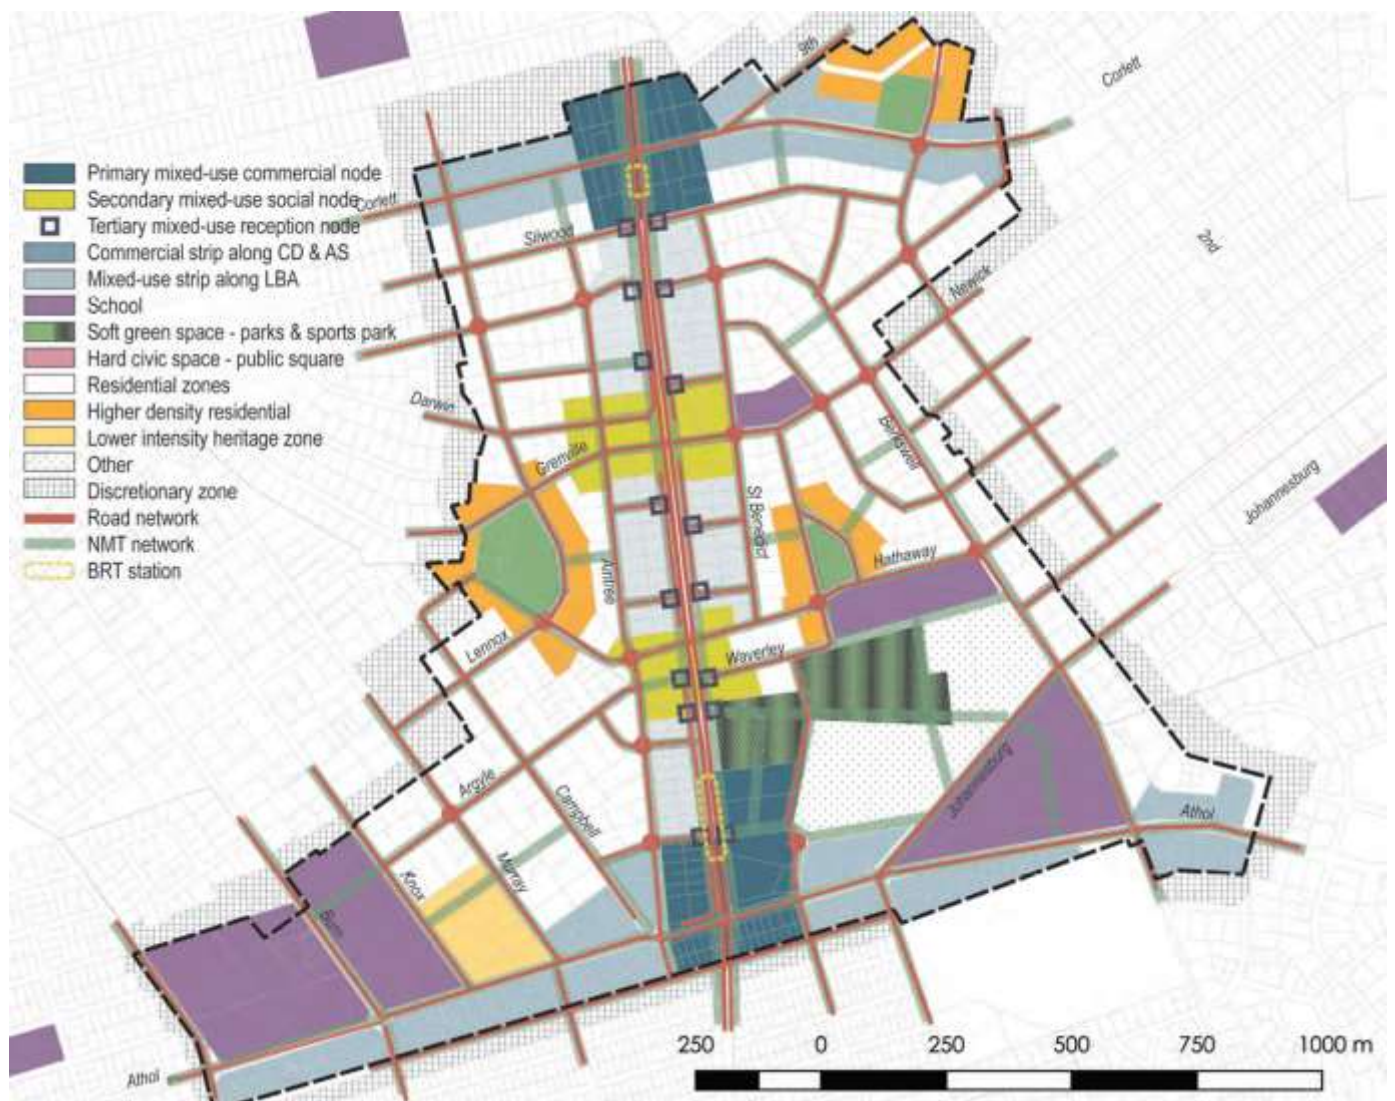 9th
Corlett
Primary mixed-use commercial node
Secondary mixed-use social node
Corlett
Tertiary mixed-use reception node
Silwood
2nd
Commercial strip along CD & AS
Mixed-use strip along LBA
Newick
School
Soft green space - parks & sports park
Hard civic space - public square
Residential zones
Darwin
Higher density residential
Lower intensity heritage zone
Berkswell
Grenville
Other
Discretionary zone
Johannesburg
Road network
St Benedict
NMT network
Hathaway
BRT station
Aintree
Lennox
Waverley
Johannesburg
Argyle
Campbell
Athol
Murray
Knox
250 0 250 500 750 1000 m
Athol